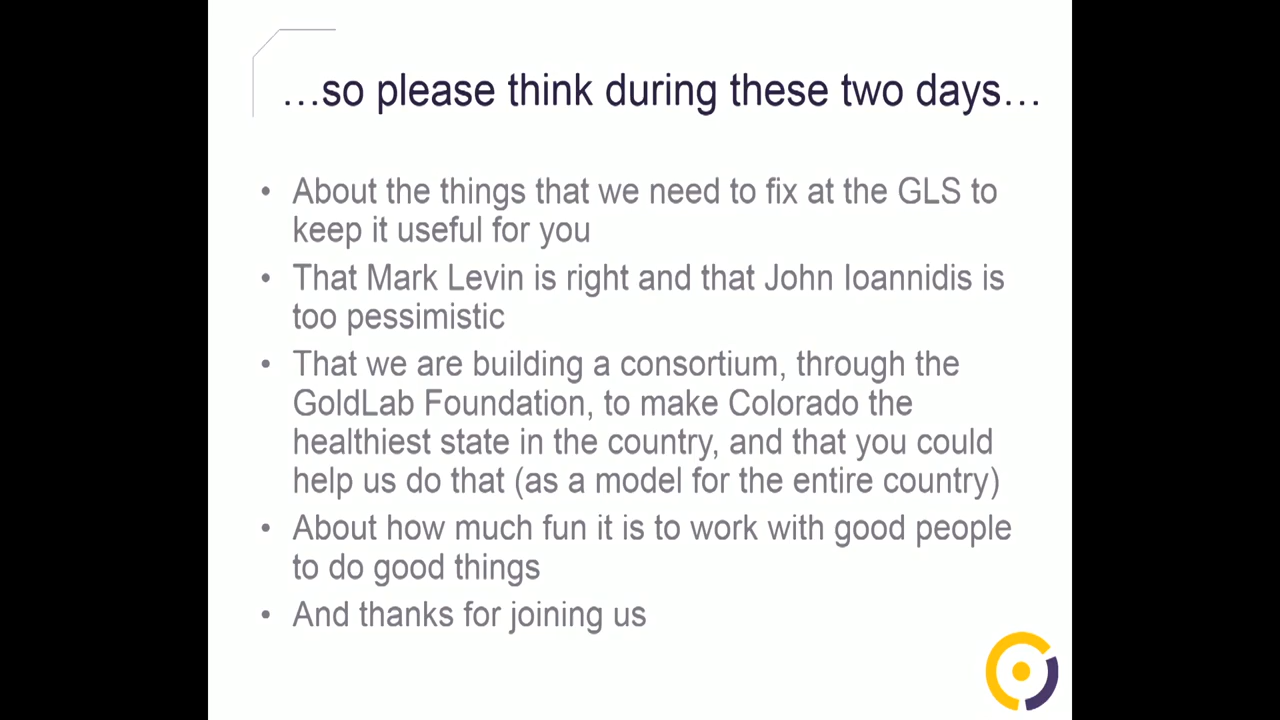 ...so please think during these two days...
• About the things that we need to fix at the GLS to
keep it useful for you
• That Mark Levin is right and that John Ioannidis is
too pessimistic
• That we are building a consortium, through the
GoldLab Foundation, to make Colorado the
healthiest state in the country, and that you could
help us do that (as a model for the entire country)
• About how much fun it is to work with good people
to do good things
• And thanks for joining us